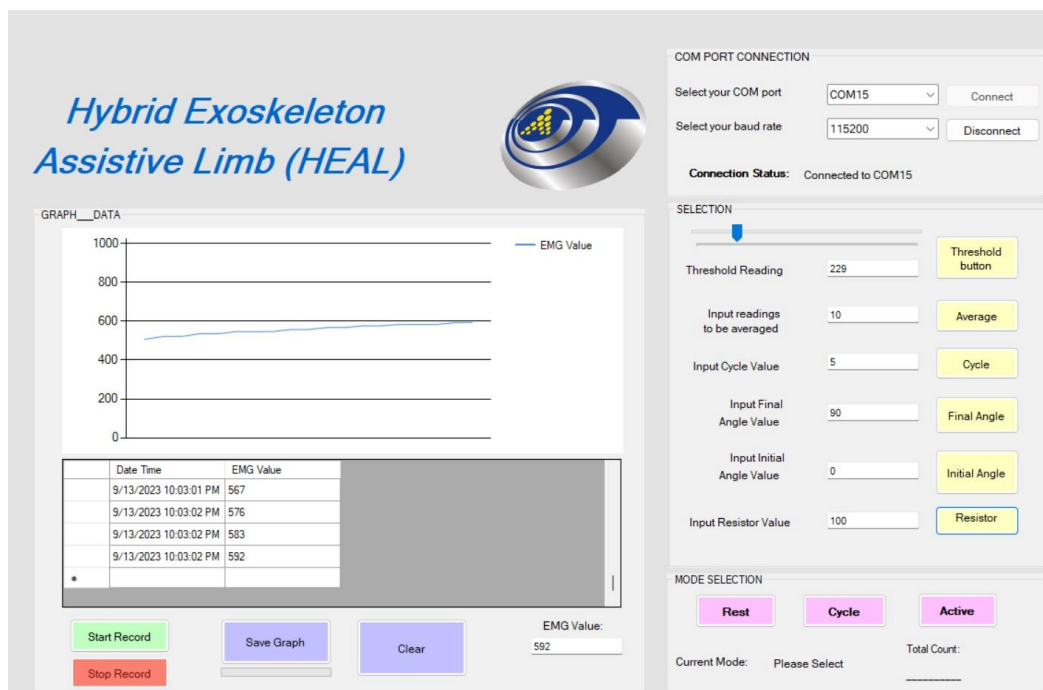 Hybrid Exoskeleton
Assistive Limb (HEAL)
COM PORT CONNECTION
Select your COM port
COM15
Connect
Select your baud rate
115200
Disconnect
Connection Status:
Connected to COM15
GRAPH__DATA
1000
800
600
400
200
0
EMG Value
Date Time
EMG Value
9/13/2023 10:03:01 PM
567
9/13/2023 10:03:02 PM
576
9/13/2023 10:03:02 PM
583
9/13/2023 10:03:02 PM
592
*
Start Record
Stop Record
Save Graph
Clear
EMG Value:
592
SELECTION
Threshold Reading
229
Threshold
button
Input readings
to be averaged
10
Average
Input Cycle Value
5
Cycle
Input Final
Angle Value
90
Final Angle
Input Initial
Angle Value
0
Initial Angle
Input Resistor Value
100
Resistor
MODE SELECTION
Rest
Cycle
Active
Current Mode:
Please Select
Total Count:
__________